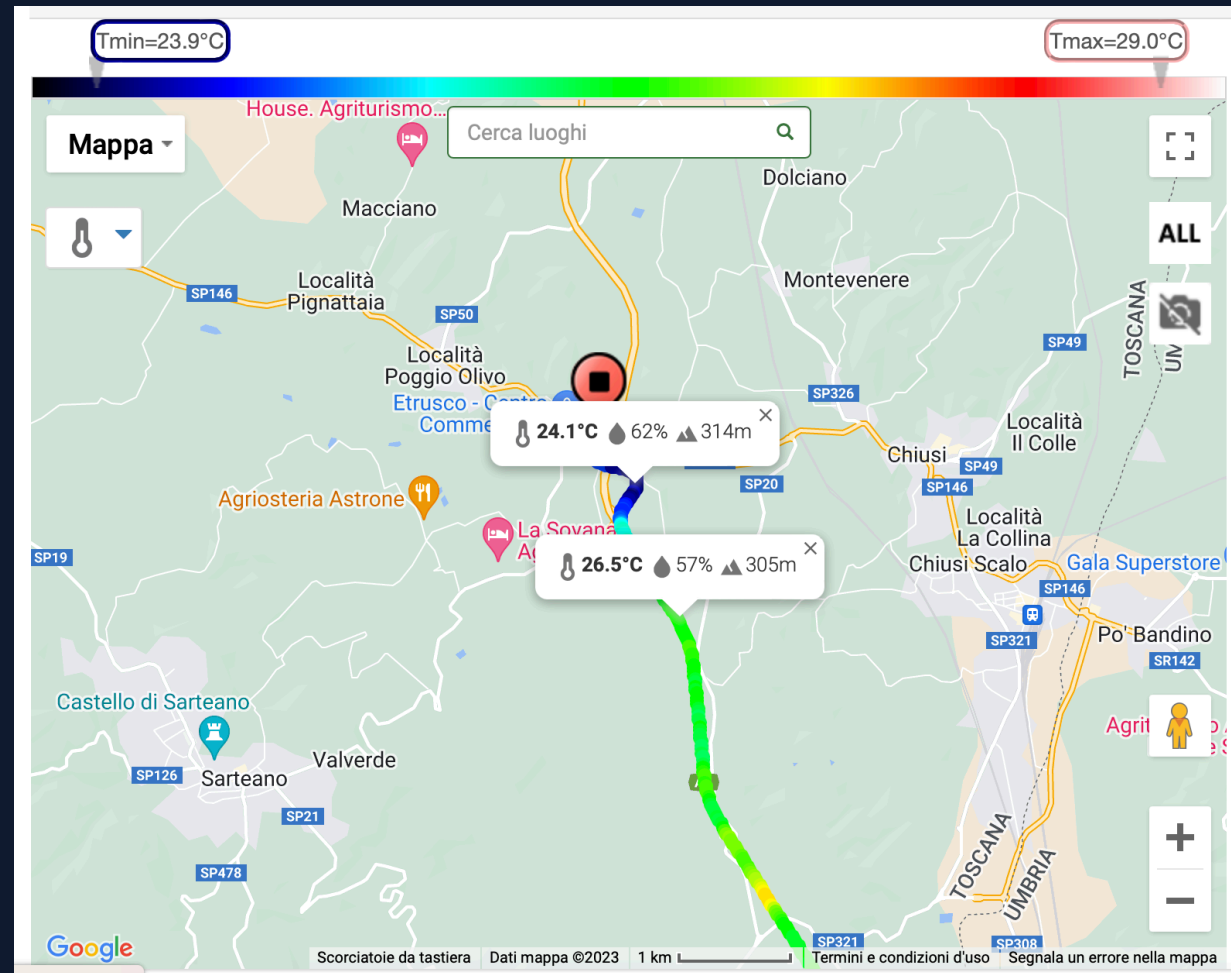 Tmin=23.9°C
Tmax=29.0°C
House. Agriturismo...
Mappa
Cerca luoghi
Dolciano
Macciano
ALL
Località
Pignattaia
SP146
Montevenere
TOSCANA
UM
SP50
SP49
Località
Poggio Olivo
Etrusco - Centro
Comme
SP326
24.1°C 62% 314m
Località
Il Colle
Chiusi
SP49
SP146
SP20
Agriosteria Astrone
La Sovana
Ag
Località
La Collina
SP19
26.5°C 57% 305m
Chiusi Scalo
Gala Superstore
SP146
SP321
Po' Bandino
SR142
Castello di Sarteano
Agrit
Valverde
SP126
Sarteano
SP21
SP478
TOSCANA
UMBRIA
SP321
SP308
Google
Scorciatoie da tastiera
Dati mappa ©2023
1 km
Termini e condizioni d'uso
Segnala un errore nella mappa